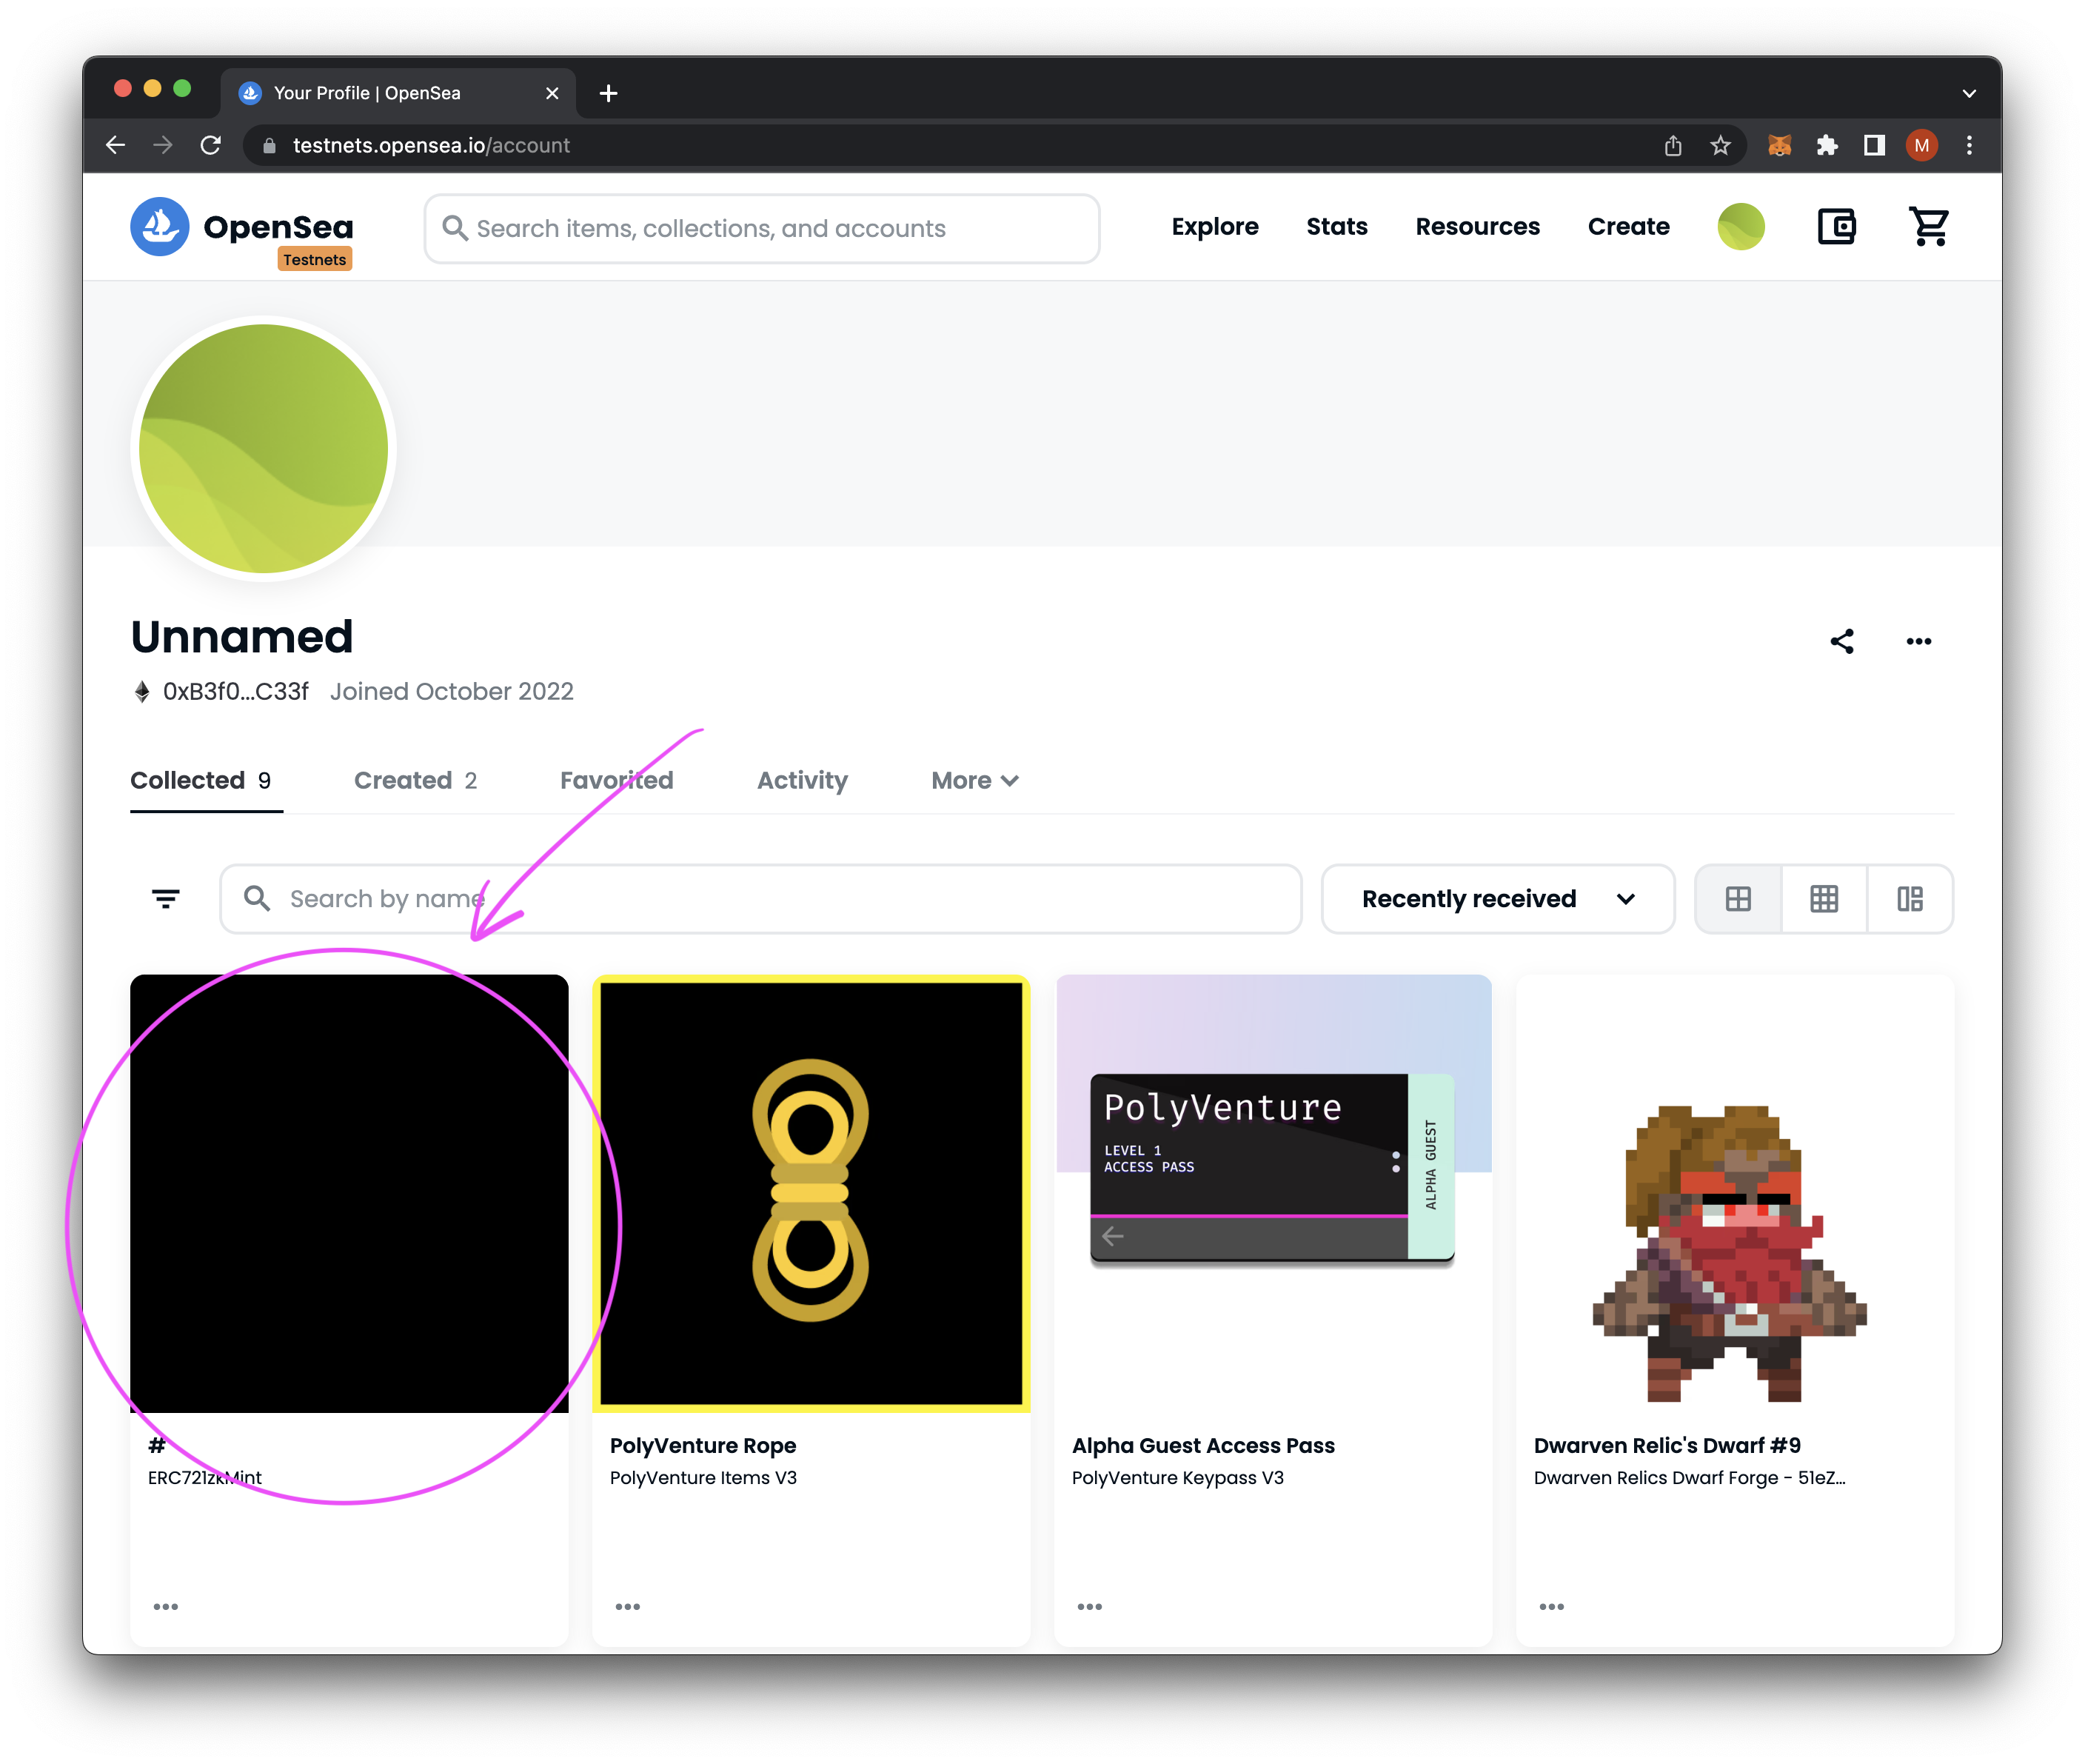 Your Profile | OpenSea
testnets.opensea.io/account
M
OpenSea
Testnets
Search items, collections, and accounts
Explore
Stats
Resources
Create
Unnamed
0xB3f0...C33f Joined October 2022
Collected 9
Created 2
Favorited
Activity
More
Search by name
Recently received
#
ERC721zkMint
PolyVenture Rope
PolyVenture Items V3
PolyVenture
LEVEL 1
ACCESS PASS
ALPHA GUEST
Alpha Guest Access Pass
PolyVenture Keypass V3
Dwarven Relic's Dwarf #9
Dwarven Relics Dwarf Forge - 51eZ...